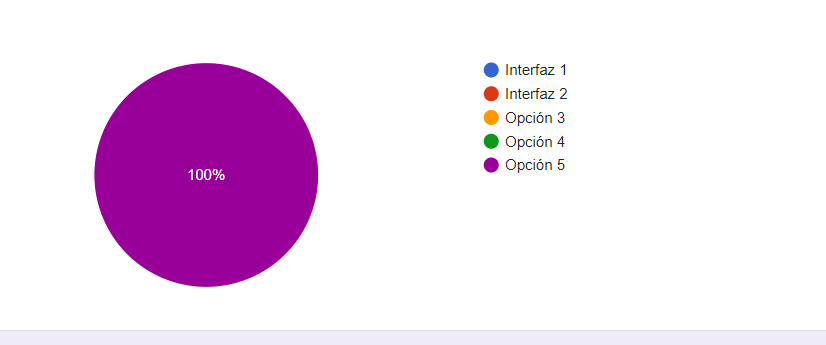 Interfaz 1
Interfaz 2
Opción 3
Opción 4
Opción 5
100%